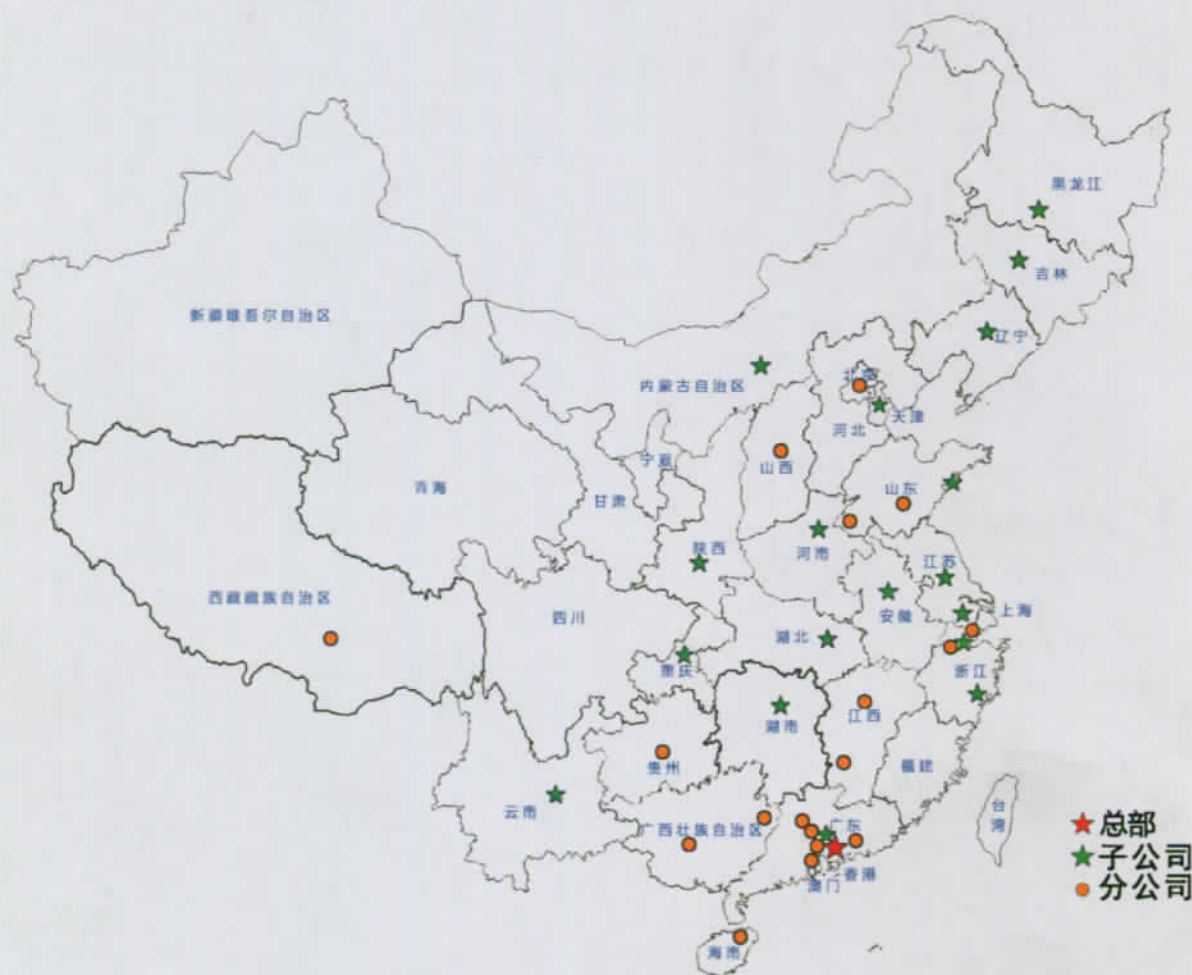 黑龙江
吉林
新疆维吾尔自治区
辽宁
北京
内蒙古自治区
天津
河北
宁夏
山西
青海
山东
甘肃
陕西
河南
江苏
西藏藏族自治区
上海
四川
安徽
湖北
重庆
浙江
江西
湖南
贵州
福建
云南
台湾
广西壮族自治区
广东
总部
子公司
香港
澳门
分公司
海南